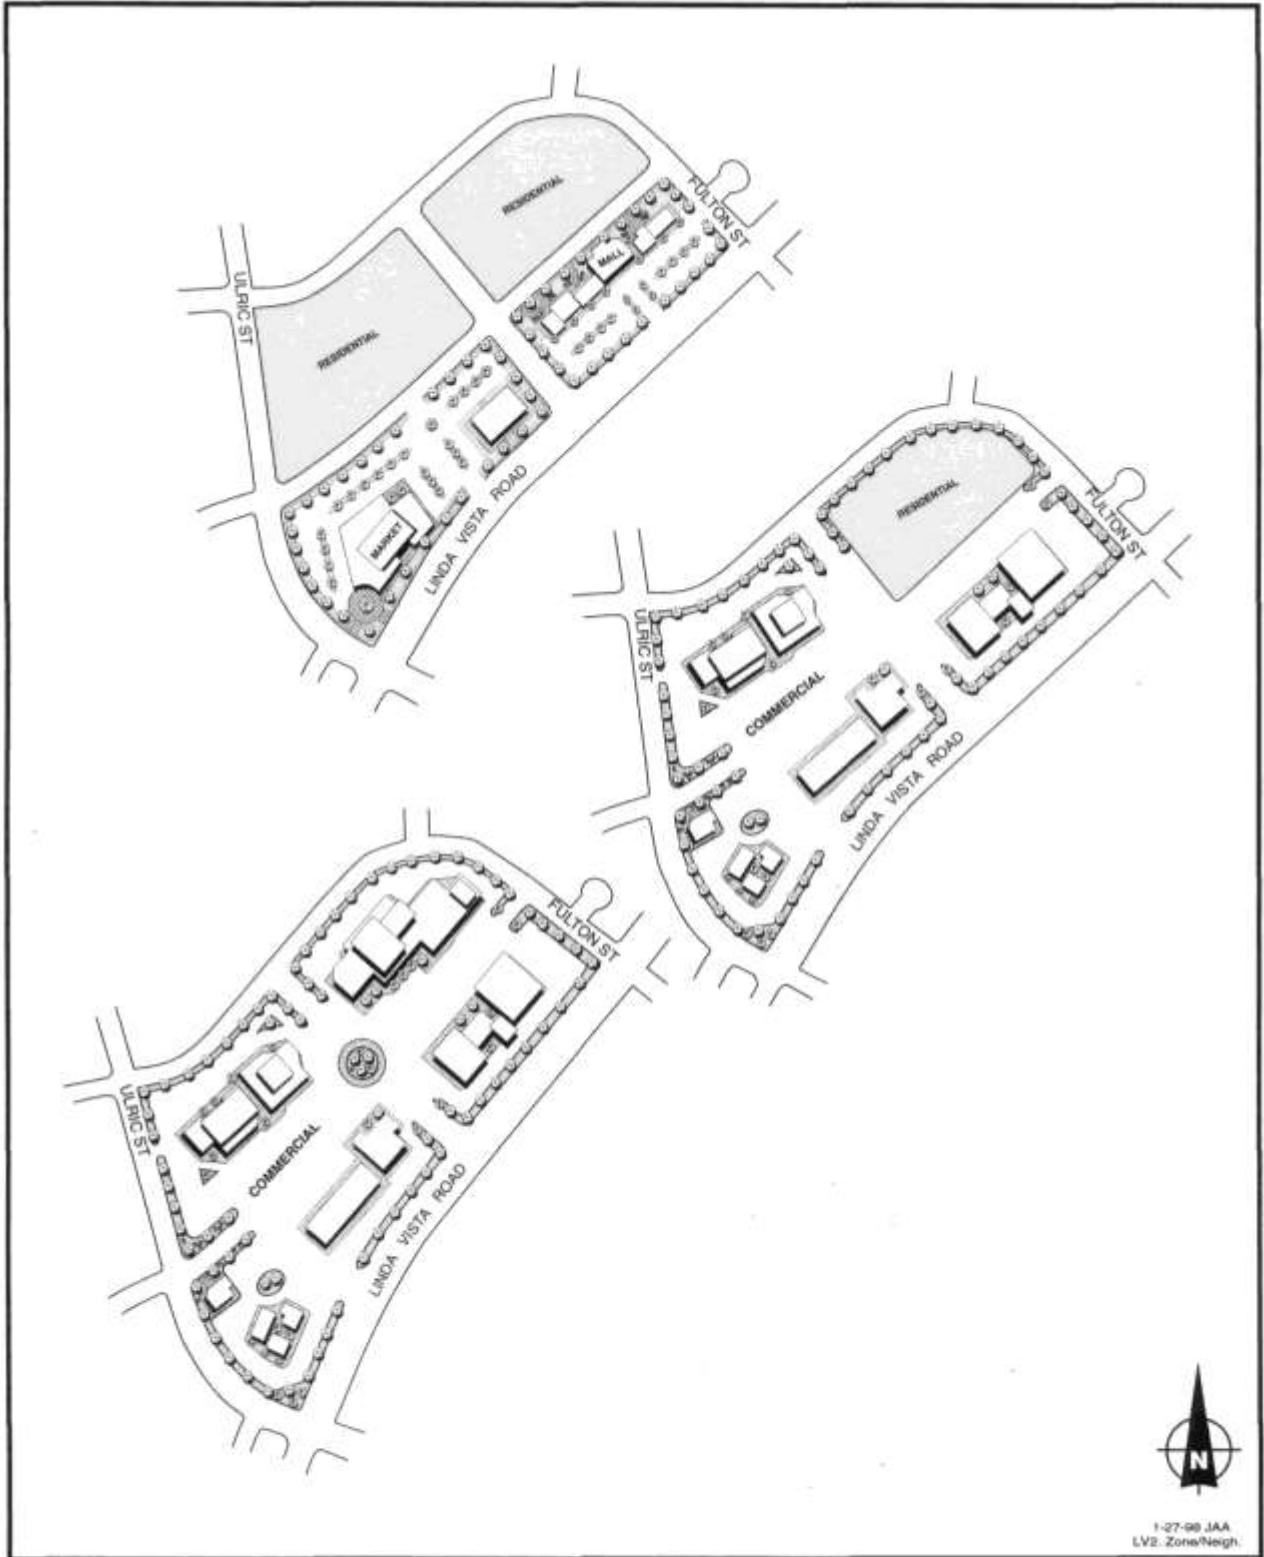 RESIDENTIAL
FULTON ST
MALL
ULRIC ST
RESIDENTIAL
MARKET
LINDA VISTA ROAD
RESIDENTIAL
FULTON ST
ULRIC ST
COMMERCIAL
LINDA VISTA ROAD
FULTON ST
ULRIC ST
COMMERCIAL
LINDA VISTA ROAD
N
1-27-98 JAA
LV2. Zone/Neigh.